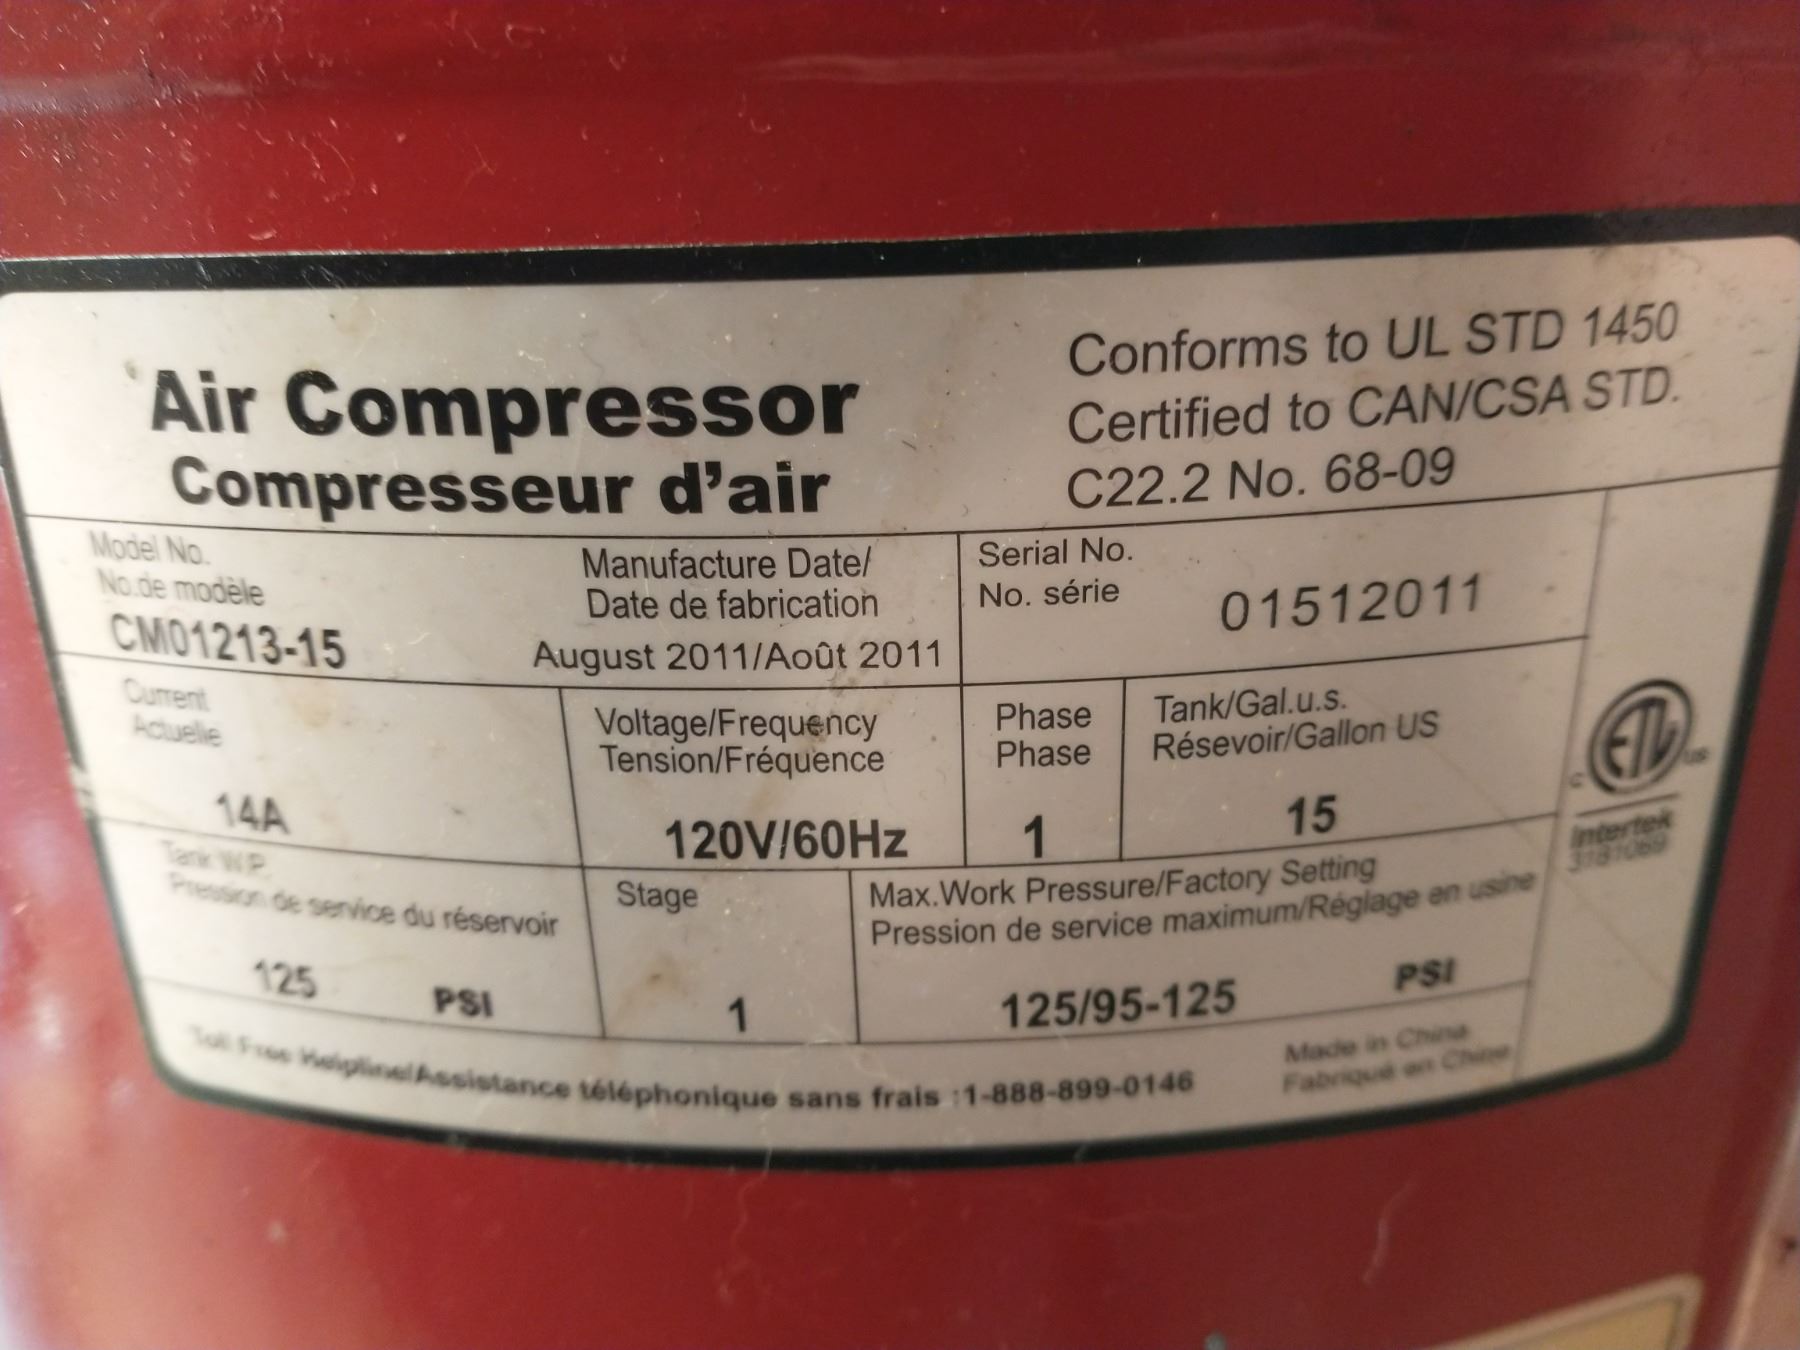 Air Compressor
Compresseur d'air
Conforms to UL STD 1450
Certified to CAN/CSA STD.
C22.2 No. 68-09
Model No.
No.de modèle
CM01213-15
Manufacture Date/
Date de fabrication
August 2011/Août 2011
Serial No.
No. série
01512011
Current
Actuelle
14A
Voltage/Frequency
Tension/Fréquence
120V/60Hz
Phase
Phase
1
Tank/Gal.u.s.
Résevoir/Gallon US
15
C ETL US
Intertek
3181069
Tank W.P.
Pression de service du réservoir
125 PSI
Stage
1
Max.Work Pressure/Factory Setting
Pression de service maximum/Réglage en usine
125/95-125 PSI
Toll Free Helpline/Assistance téléphonique sans frais :1-888-899-0146
Made in China
Fabriqué en Chine